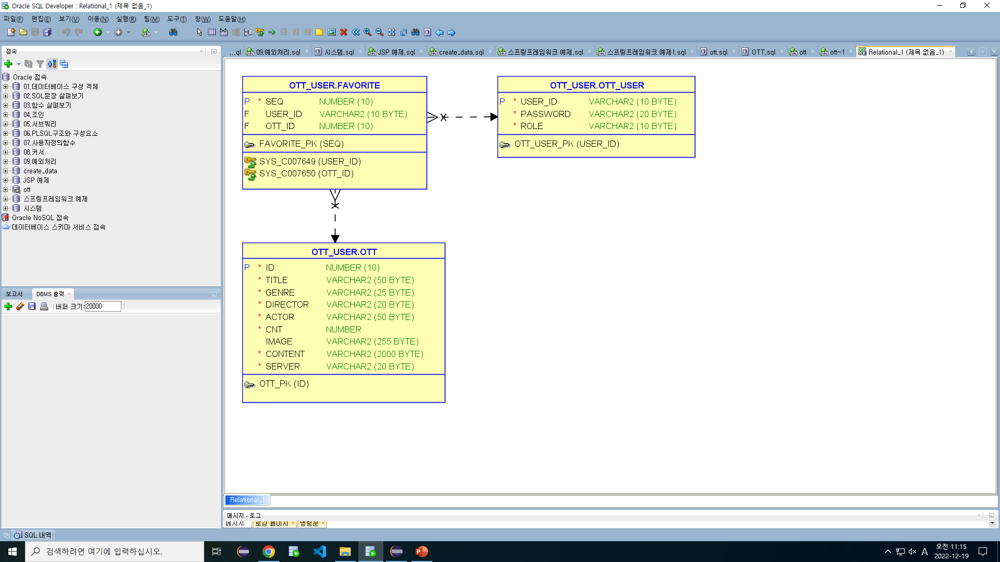 Oracle SQL Developer : Relational_1 (제목 없음_1)
파일(F) 편집(E) 보기(V) 이동(N) 실행(R) 팀(M) 도구(T) 창(W) 도움말(H)
접속
...ql 09.예외처리.sql 시스템.sql JSP 예제.sql create_data.sql 스프링프레임워크 예제.sql 스프링프레임워크 예제1.sql ott.sql OTT.sql ott ott~1 Relational_1 (제목 없음_1)
Oracle 접속
01.데이터베이스 구성 객체
02.SQL문장 살펴보기
03.함수 살펴보기
04.조인
05.서브쿼리
06.PLSQL구조와 구성요소
07.사용자정의함수
08.커서
09.예외처리
create_data
JSP 예제
ott
스프링프레임워크 예제
시스템
Oracle NoSQL 접속
데이터베이스 스키마 서비스 접속
보고서 DBMS 출력
버퍼 크기: 20000
OTT_USER.FAVORITE
P * SEQ NUMBER (10)
F USER_ID VARCHAR2 (10 BYTE)
F OTT_ID NUMBER (10)
FAVORITE_PK (SEQ)
SYS_C007649 (USER_ID)
SYS_C007650 (OTT_ID)
OTT_USER.OTT_USER
P * USER_ID VARCHAR2 (10 BYTE)
* PASSWORD VARCHAR2 (20 BYTE)
* ROLE VARCHAR2 (10 BYTE)
OTT_USER_PK (USER_ID)
OTT_USER.OTT
P * ID NUMBER (10)
* TITLE VARCHAR2 (50 BYTE)
* GENRE VARCHAR2 (25 BYTE)
* DIRECTOR VARCHAR2 (20 BYTE)
* ACTOR VARCHAR2 (50 BYTE)
* CNT NUMBER
IMAGE VARCHAR2 (255 BYTE)
* CONTENT VARCHAR2 (2000 BYTE)
* SERVER VARCHAR2 (20 BYTE)
OTT_PK (ID)
Relational_1
메시지 - 로그
메시지 로깅 페이지 명령문
SQL 내역
검색하려면 여기에 입력하십시오.
A
오전 11:15
2022-12-19